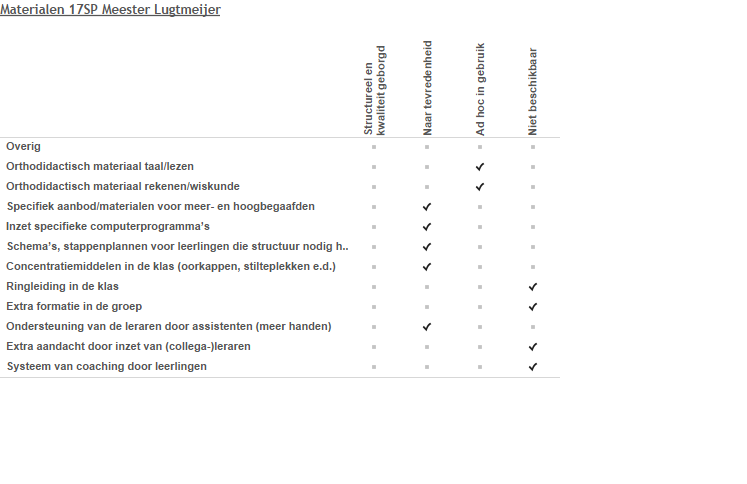 Materialen 17SP Meester Lugtmeijer
Structureel en
kwaliteit geborgd
Naar tevredenheid
Ad hoc in gebruik
Niet beschikbaar
Overig
Orthodidactisch materiaal taal/lezen
Orthodidactisch materiaal rekenen/wiskunde
Specifiek aanbod/materialen voor meer- en hoogbegaafden
Inzet specifieke computerprogramma's
Schema's, stappenplannen voor leerlingen die structuur nodig h..
Concentratiemiddelen in de klas (oorkappen, stilteplekken e.d.)
Ringleiding in de klas
Extra formatie in de groep
Ondersteuning van de leraren door assistenten (meer handen)
Extra aandacht door inzet van (collega-)leraren
Systeem van coaching door leerlingen